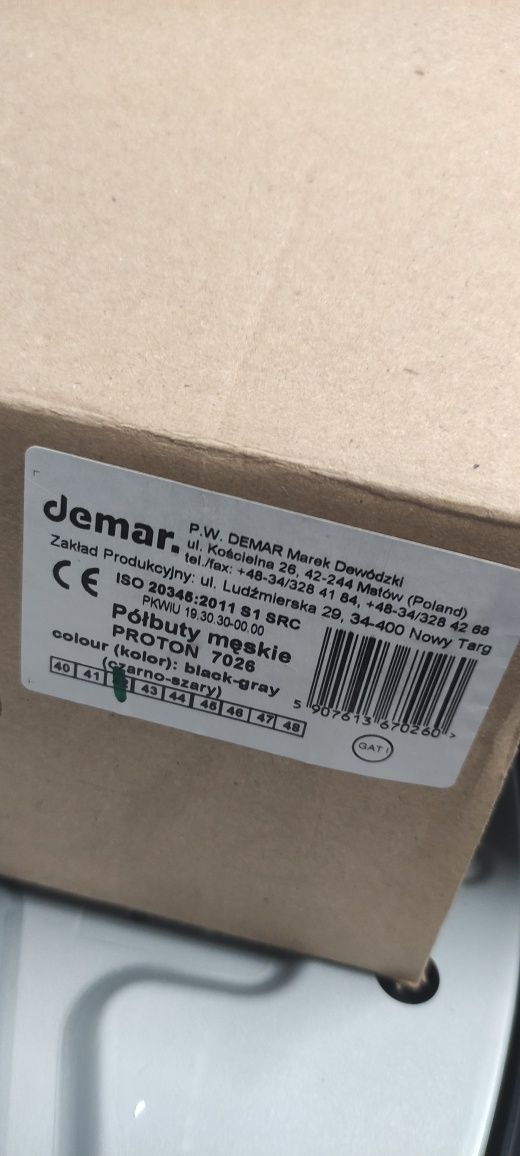 demar.
P.W. DEMAR Marek Dewódzki
ul. Kościelna 26, 42-244 Mstów (Poland)
tel./fax: +48-34/328 41 84, +48-34/328 42 68
Zakład Produkcyjny: ul. Ludźmierska 29, 34-400 Nowy Targ
CE
ISO 20345:2011 S1 SRC
PKWIU 19.30.30-00.00
Półbuty męskie
PROTON 7026
colour (kolor): black-gray
(czarno-szary)
40 41 43 44 45 46 47 48
5 907613 670260 >
GAT I